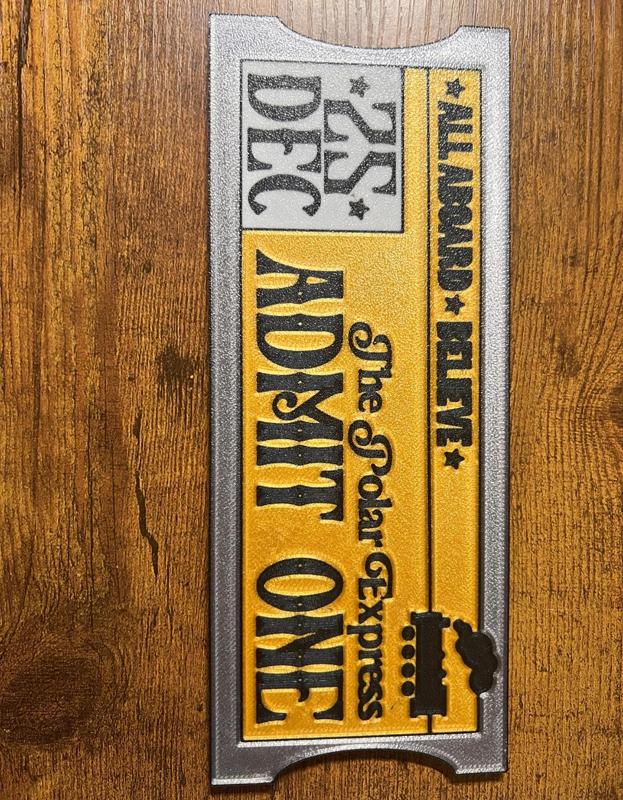 ★ ALL ABOARD ★ BELIEVE ★
★ 25 ★
DEC
The Polar Express
ADMIT ONE